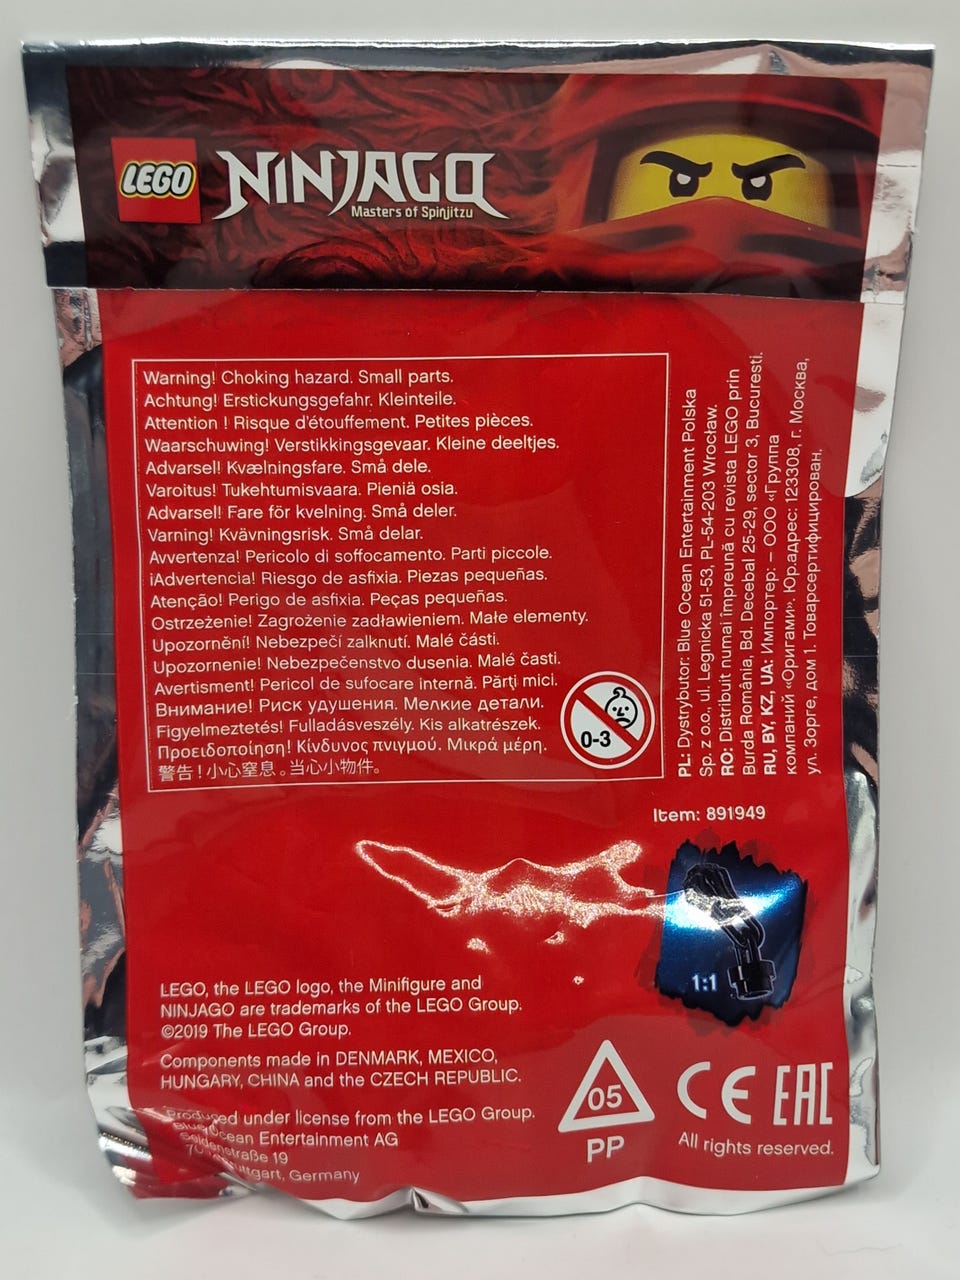 LEGO NINJAGO
Masters of Spinjitzu
Warning! Choking hazard. Small parts.
Achtung! Erstickungsgefahr. Kleinteile.
Attention ! Risque d'étouffement. Petites pièces.
Waarschuwing! Verstikkingsgevaar. Kleine deeltjes.
Advarsel! Kvælningsfare. Små dele.
Varoitus! Tukehtumisvaara. Pieniä osia.
Advarsel! Fare för kvelning. Små deler.
Varning! Kvävningsrisk. Små delar.
Avvertenza! Pericolo di soffocamento. Parti piccole.
¡Advertencia! Riesgo de asfixia. Piezas pequeñas.
Atenção! Perigo de asfixia. Peças pequeñas.
Ostrzeżenie! Zagrożenie zadławieniem. Małe elementy.
Upozornění! Nebezpečí zalknutí. Malé části.
Upozornenie! Nebezpečenstvo dusenia. Malé časti.
Avertisment! Pericol de sufocare internă. Părţi mici.
Внимание! Риск удушения. Мелкие детали.
Figyelmeztetés! Fulladásveszély. Kis alkatrészek.
Προειδοποίηση! Κίνδυνος πνιγμού. Μικρά μέρη.
警告！小心窒息。当心小物件。
0-3
PL: Dystrybutor: Blue Ocean Entertainment Polska
Sp. z o.o., ul. Legnicka 51-53, PL-54-203 Wrocław.
RO: Distribuit numai împreună cu revista LEGO prin
Burda România, Bd. Decebal 25-29, sector 3, Bucuresti.
RU, BY, KZ, UA: Импортер: – ООО «Группа
компаний «Оригами». Юр.адрес: 123308, г. Москва,
ул. Зорге, дом 1. Товарсертифицирован.
Item: 891949
1:1
LEGO, the LEGO logo, the Minifigure and
NINJAGO are trademarks of the LEGO Group.
©2019 The LEGO Group.
Components made in DENMARK, MEXICO,
HUNGARY, CHINA and the CZECH REPUBLIC.
Produced under license from the LEGO Group.
Blue Ocean Entertainment AG
Seidenstraße 19
Stuttgart, Germany
05
PP
CE EAC
All rights reserved.